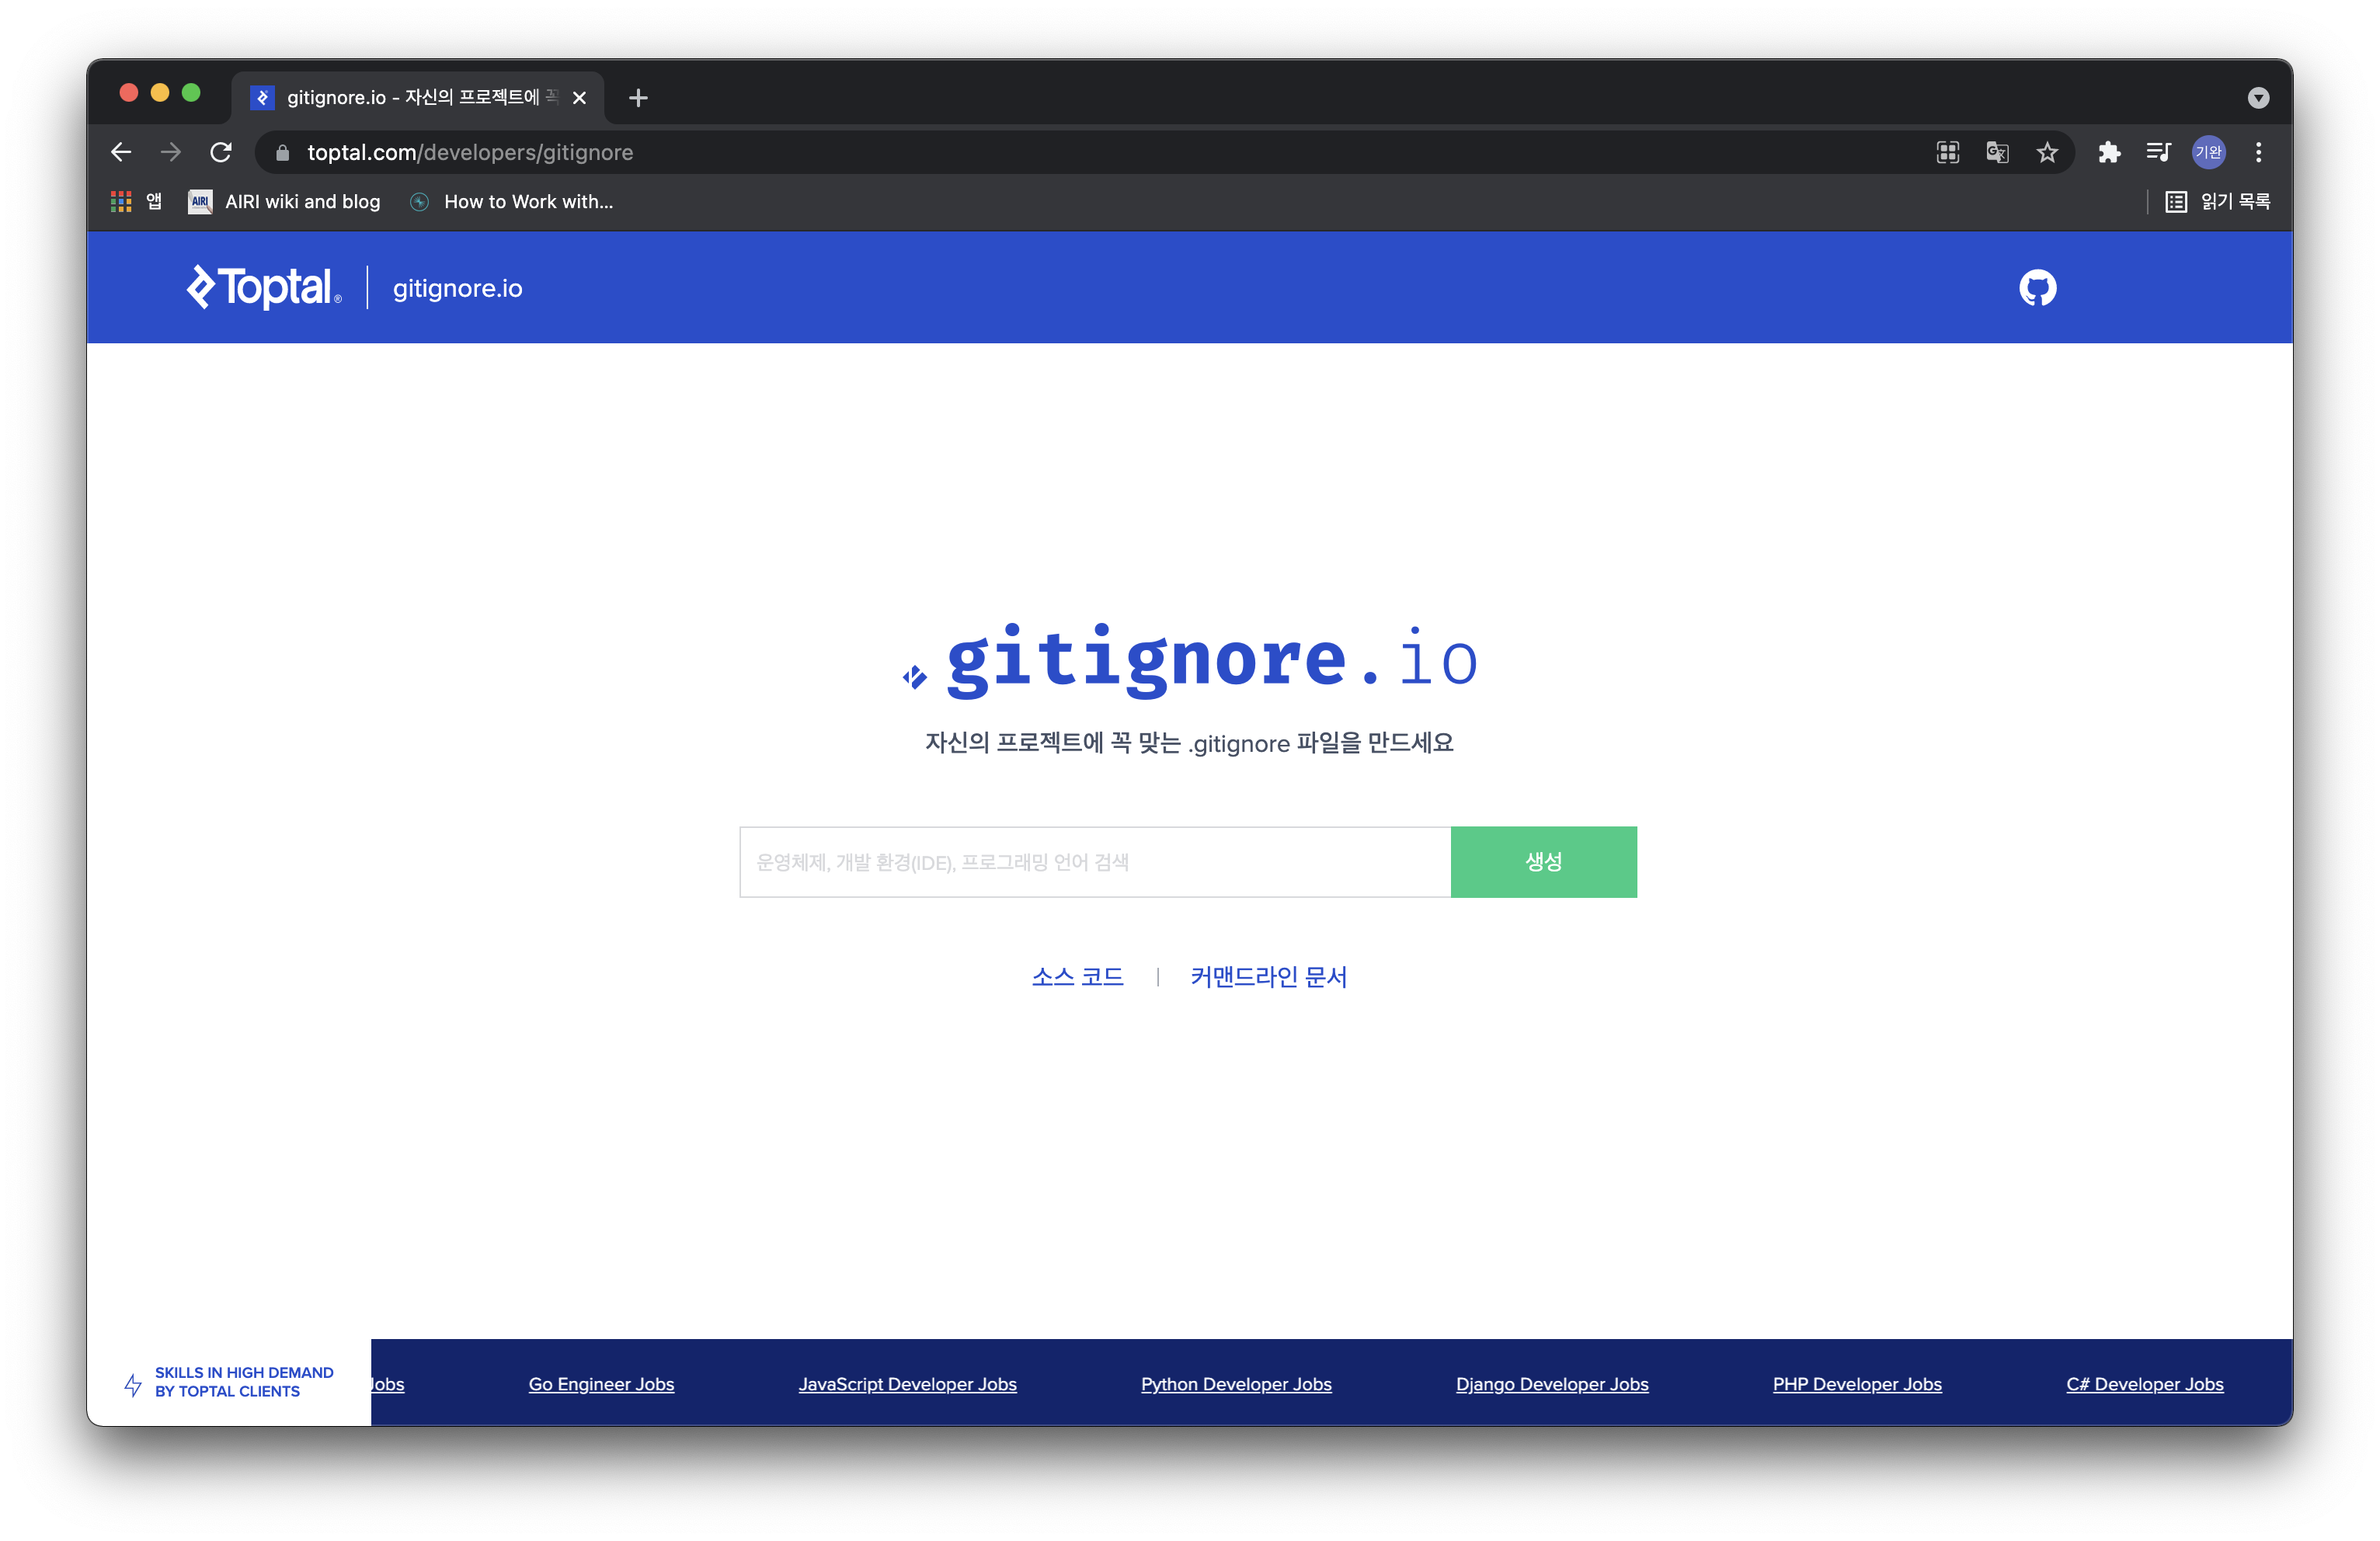 gitignore.io - 자신의 프로젝트에 꼭
toptal.com/developers/gitignore
기완
앱
AIRI
AIRI wiki and blog
How to Work with...
읽기 목록
Toptal®
gitignore.io
.gitignore.io
자신의 프로젝트에 꼭 맞는 .gitignore 파일을 만드세요
운영체제, 개발 환경(IDE), 프로그래밍 언어 검색
생성
소스 코드
커맨드라인 문서
SKILLS IN HIGH DEMAND
BY TOPTAL CLIENTS
Jobs
Go Engineer Jobs
JavaScript Developer Jobs
Python Developer Jobs
Django Developer Jobs
PHP Developer Jobs
C# Developer Jobs